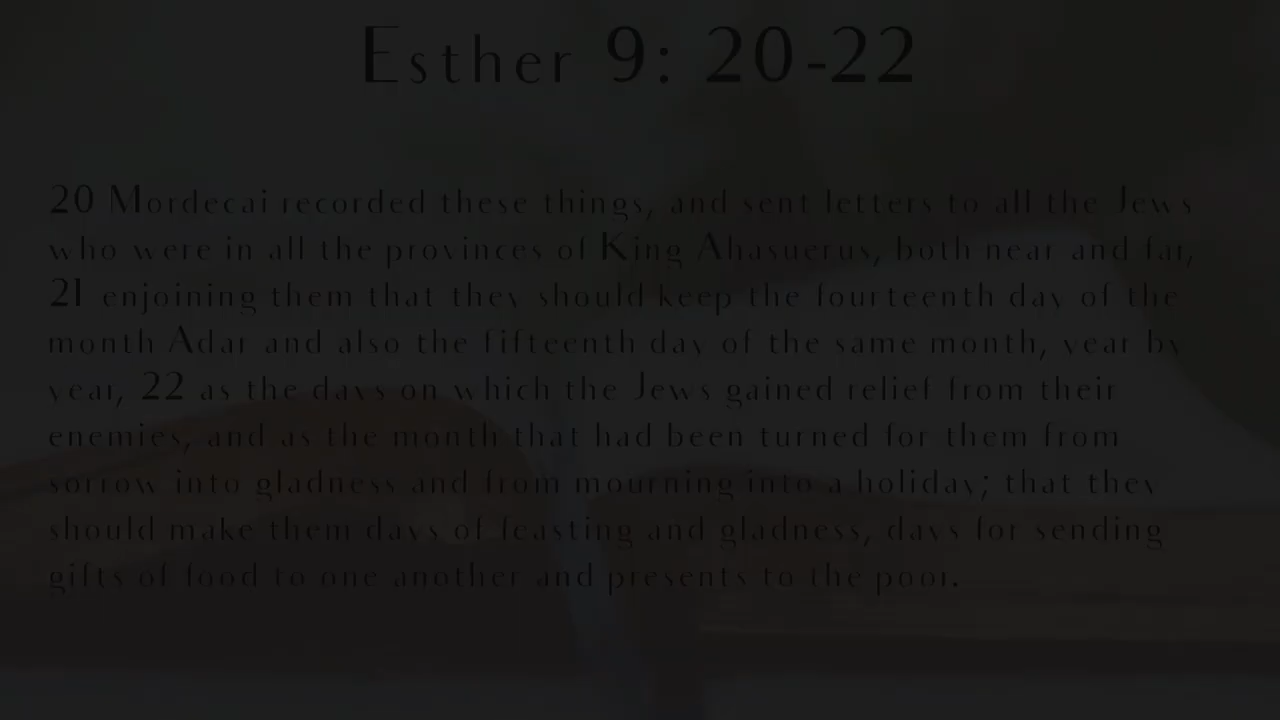 Esther 9: 20-22
20 Mordecai recorded these things, and sent letters to all the Jews
who were in all the provinces of King Ahasuerus, both near and far,
21 enjoining them that they should keep the fourteenth day of the
month Adar and also the fifteenth day of the same month, year by
year, 22 as the days on which the Jews gained relief from their
enemies, and as the month that had been turned for them from
sorrow into gladness and from mourning into a holiday; that they
should make them days of feasting and gladness, days for sending
gifts of food to one another and presents to the poor.